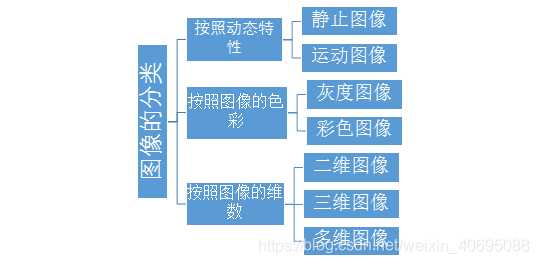 图像的分类
按照动态特
性
静止图像
运动图像
按照图像的色
彩
灰度图像
彩色图像
按照图像的维
数
二维图像
三维图像
多维图像
https://blog.csdn.net/weixin_40695088